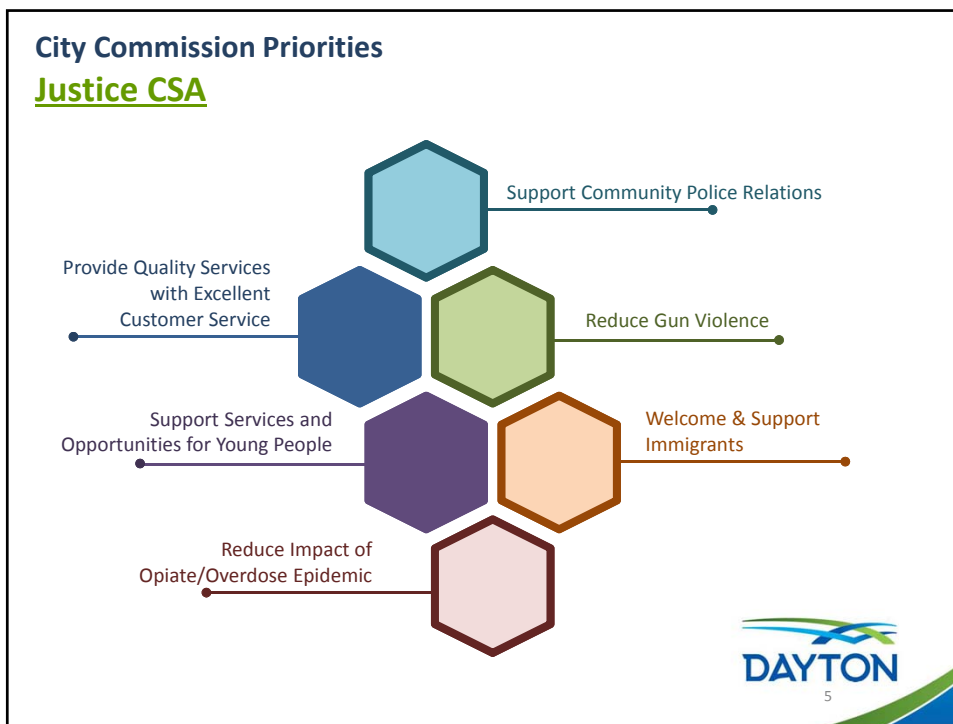 City Commission Priorities
Justice CSA
Support Community Police Relations
Provide Quality Services
with Excellent
Customer Service
Reduce Gun Violence
Support Services and
Opportunities for Young People
Welcome & Support
Immigrants
Reduce Impact of
Opiate/Overdose Epidemic
DAYTON
5